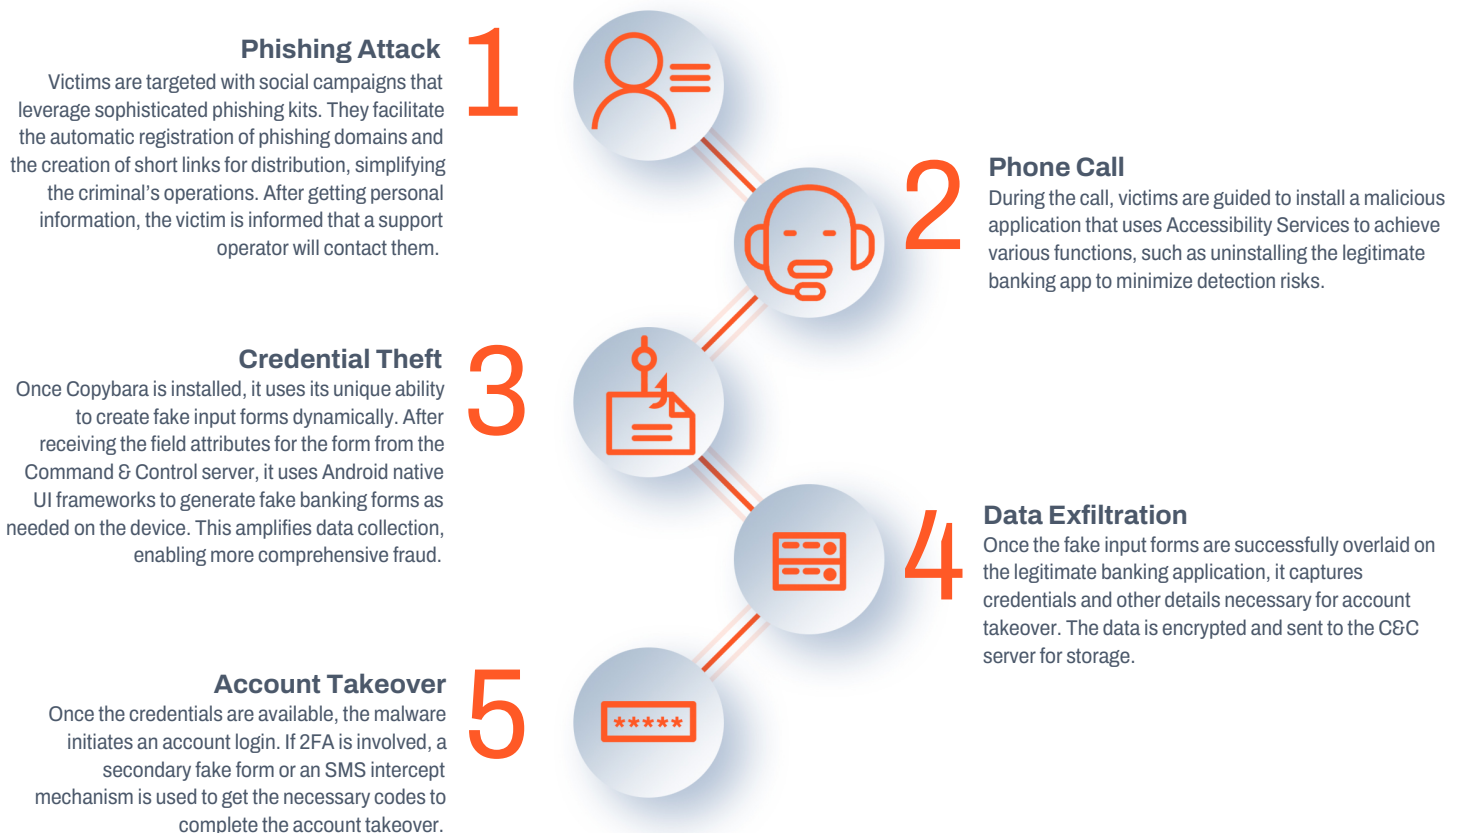 1
Phishing Attack
Victims are targeted with social campaigns that
leverage sophisticated phishing kits. They facilitate
the automatic registration of phishing domains and
the creation of short links for distribution, simplifying
the criminal's operations. After getting personal
information, the victim is informed that a support
operator will contact them.
2
Phone Call
During the call, victims are guided to install a malicious
application that uses Accessibility Services to achieve
various functions, such as uninstalling the legitimate
banking app to minimize detection risks.
3
Credential Theft
Once Copybara is installed, it uses its unique ability
to create fake input forms dynamically. After
receiving the field attributes for the form from the
Command & Control server, it uses Android native
UI frameworks to generate fake banking forms as
needed on the device. This amplifies data collection,
enabling more comprehensive fraud.
4
Data Exfiltration
Once the fake input forms are successfully overlaid on
the legitimate banking application, it captures
credentials and other details necessary for account
takeover. The data is encrypted and sent to the C&C
server for storage.
5
Account Takeover
Once the credentials are available, the malware
initiates an account login. If 2FA is involved, a
secondary fake form or an SMS intercept
mechanism is used to get the necessary codes to
complete the account takeover.
*****